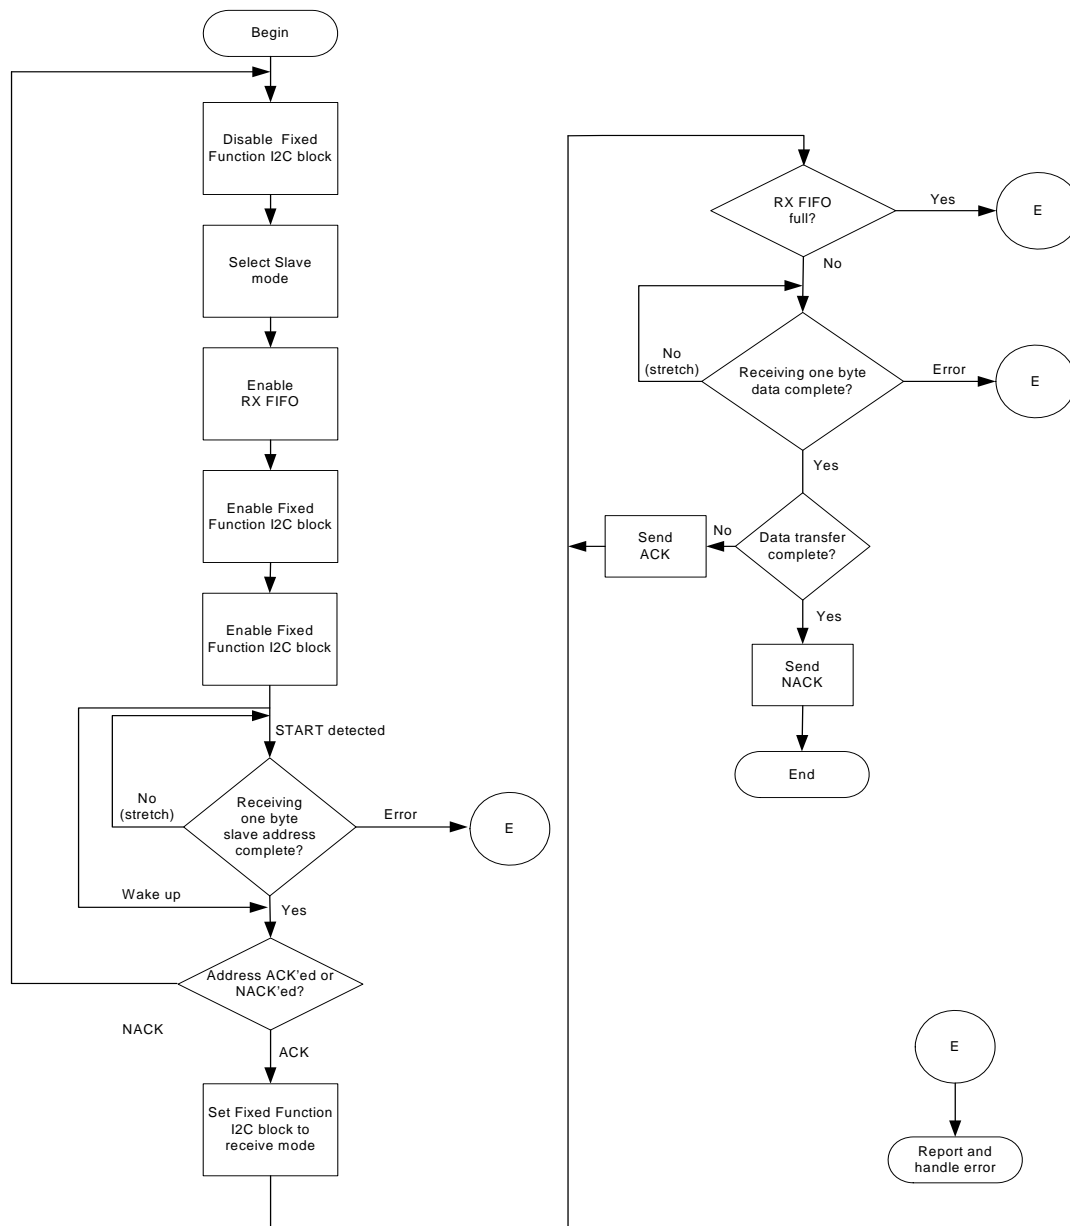 Begin
Disable Fixed
Function I2C block
Select Slave
mode
Enable
RX FIFO
Enable Fixed
Function I2C block
Enable Fixed
Function I2C block
START detected
No
(stretch)
Receiving
one byte
slave address
complete?
Error
E
Wake up
Yes
Address ACK'ed or
NACK'ed?
NACK
ACK
Set Fixed Function
I2C block to
receive mode
RX FIFO
full?
Yes
E
No
No
(stretch)
Receiving one byte
data complete?
Error
E
Yes
Send
ACK
No
Data transfer
complete?
Yes
Send
NACK
End
E
Report and
handle error